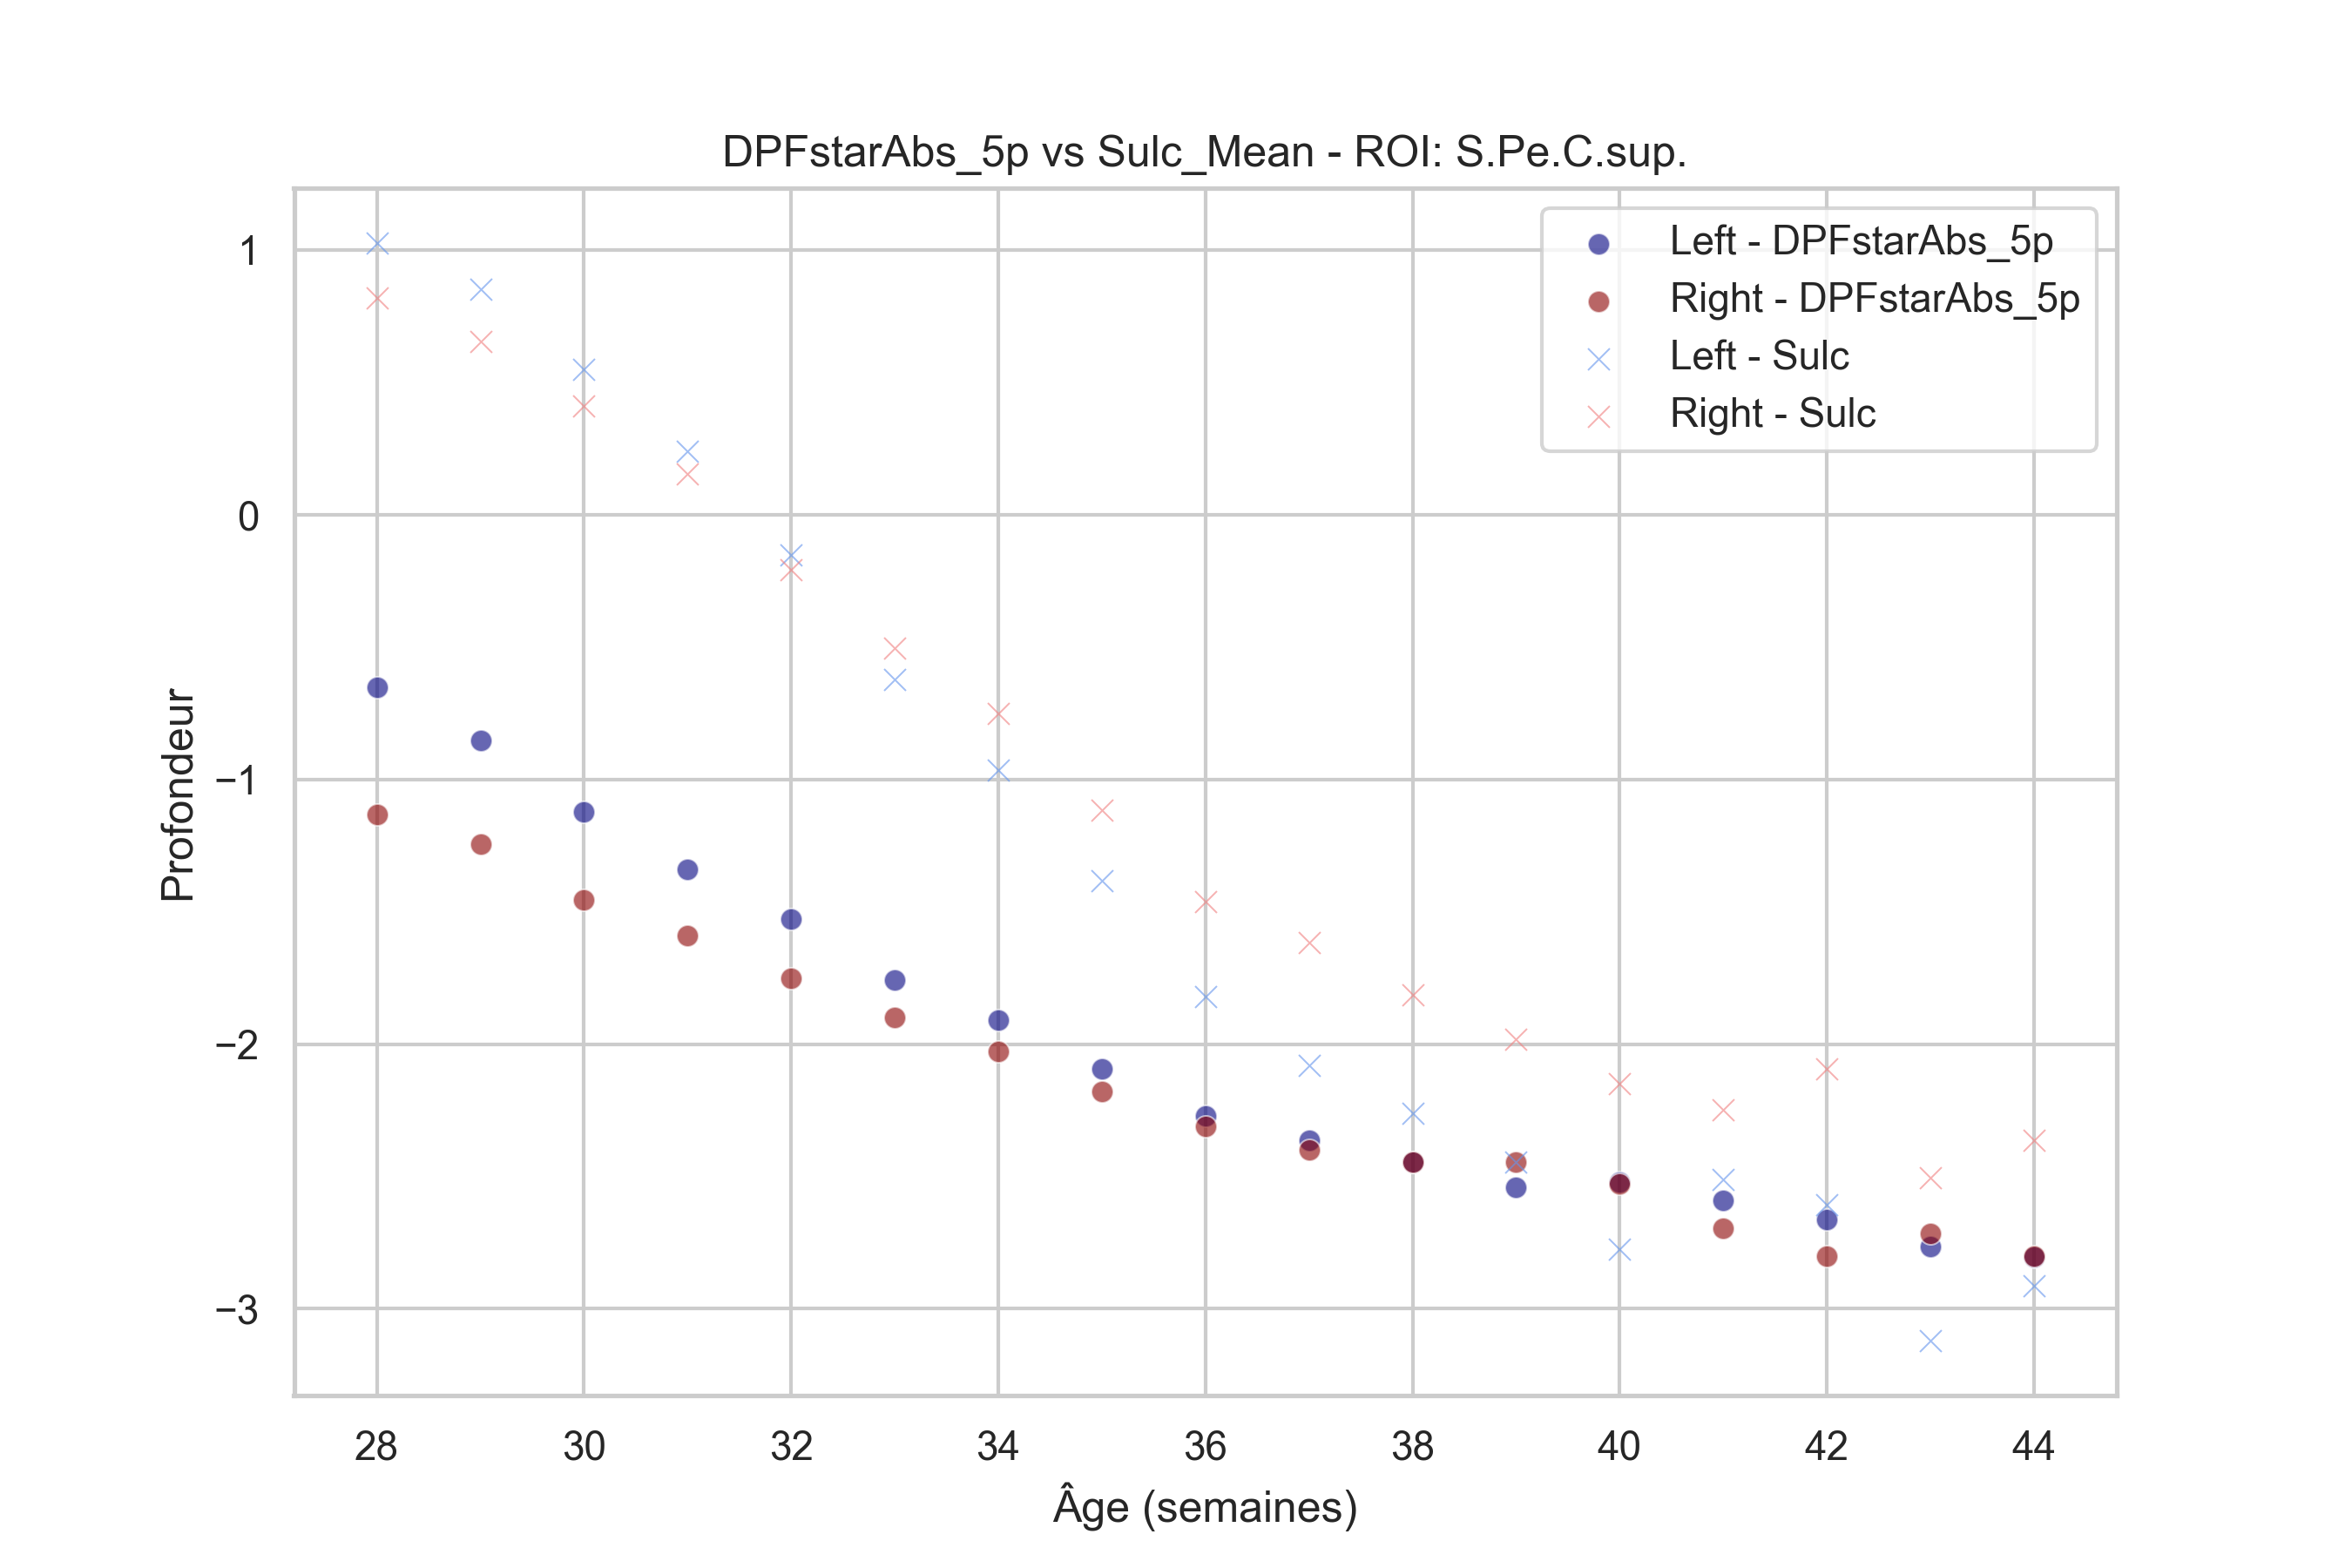 DPFstarAbs_5p vs Sulc_Mean - ROI: S.Pe.C.sup.
Left - DPFstarAbs_5p
Right - DPFstarAbs_5p
Left - Sulc
Right - Sulc
1
0
−1
−2
−3
Profondeur
28 30 32 34 36 38 40 42 44
Âge (semaines)